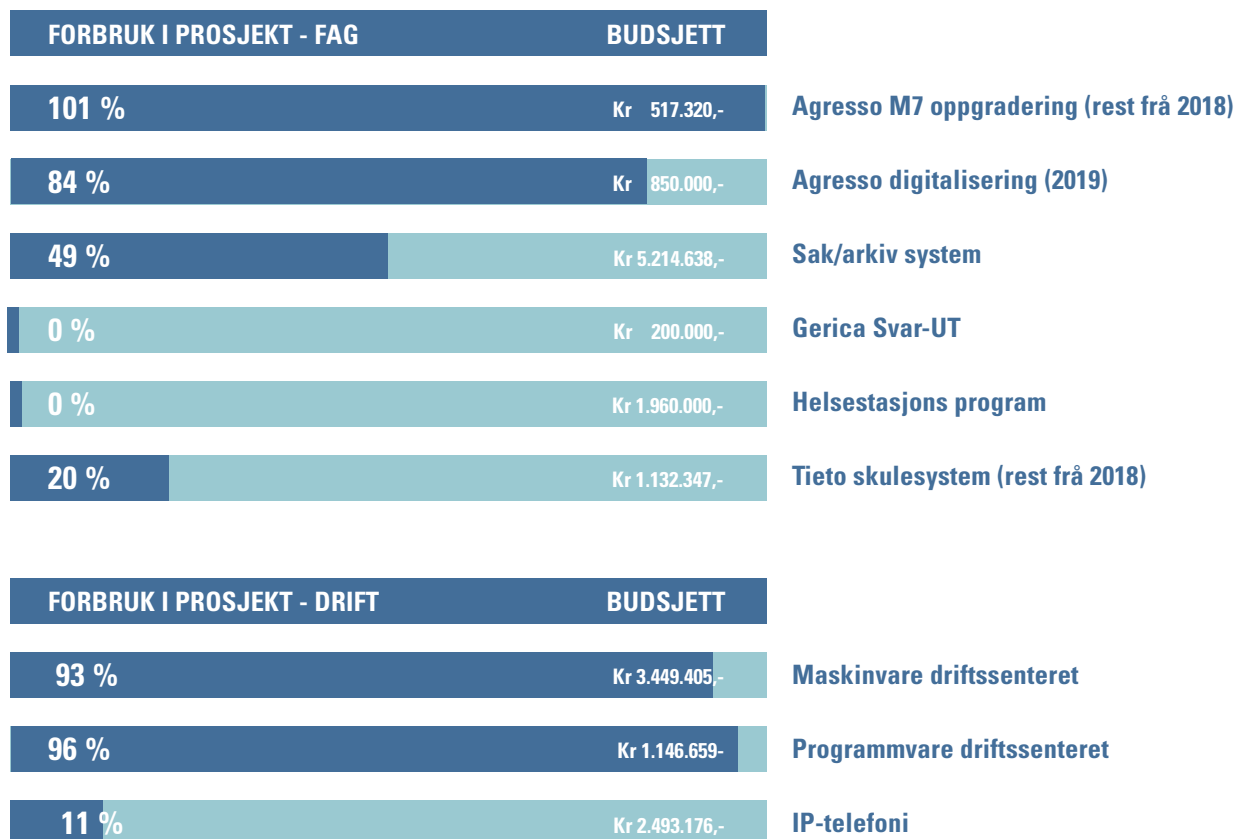 FORBRUK I PROSJEKT - FAG BUDSJETT
101 % Kr 517.320,- Agresso M7 oppgradering (rest frå 2018)
84 % Kr 850.000,- Agresso digitalisering (2019)
49 % Kr 5.214.638,- Sak/arkiv system
0 % Kr 200.000,- Gerica Svar-UT
0 % Kr 1.960.000,- Helsestasjons program
20 % Kr 1.132.347,- Tieto skulesystem (rest frå 2018)
FORBRUK I PROSJEKT - DRIFT BUDSJETT
93 % Kr 3.449.405,- Maskinvare driftssenteret
96 % Kr 1.146.659- Programmvare driftssenteret
11 % Kr 2.493.176,- IP-telefoni